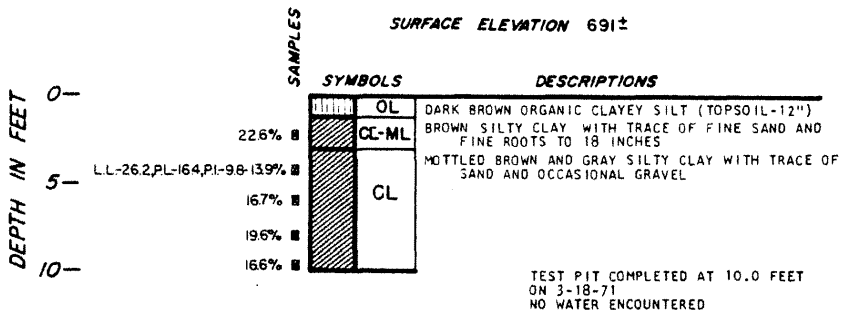 SURFACE ELEVATION 691±
SAMPLES
SYMBOLS
DESCRIPTIONS
DEPTH IN FEET
0
OL
DARK BROWN ORGANIC CLAYEY SILT (TOPSOIL-12")
22.6%
CL-ML
BROWN SILTY CLAY WITH TRACE OF FINE SAND AND
FINE ROOTS TO 18 INCHES
L.L.-26.2,P.L.-16.4,P.I.-9.8-13.9%
MOTTLED BROWN AND GRAY SILTY CLAY WITH TRACE OF
SAND AND OCCASIONAL GRAVEL
5
CL
16.7%
19.6%
16.6%
10
TEST PIT COMPLETED AT 10.0 FEET
ON 3-18-71
NO WATER ENCOUNTERED